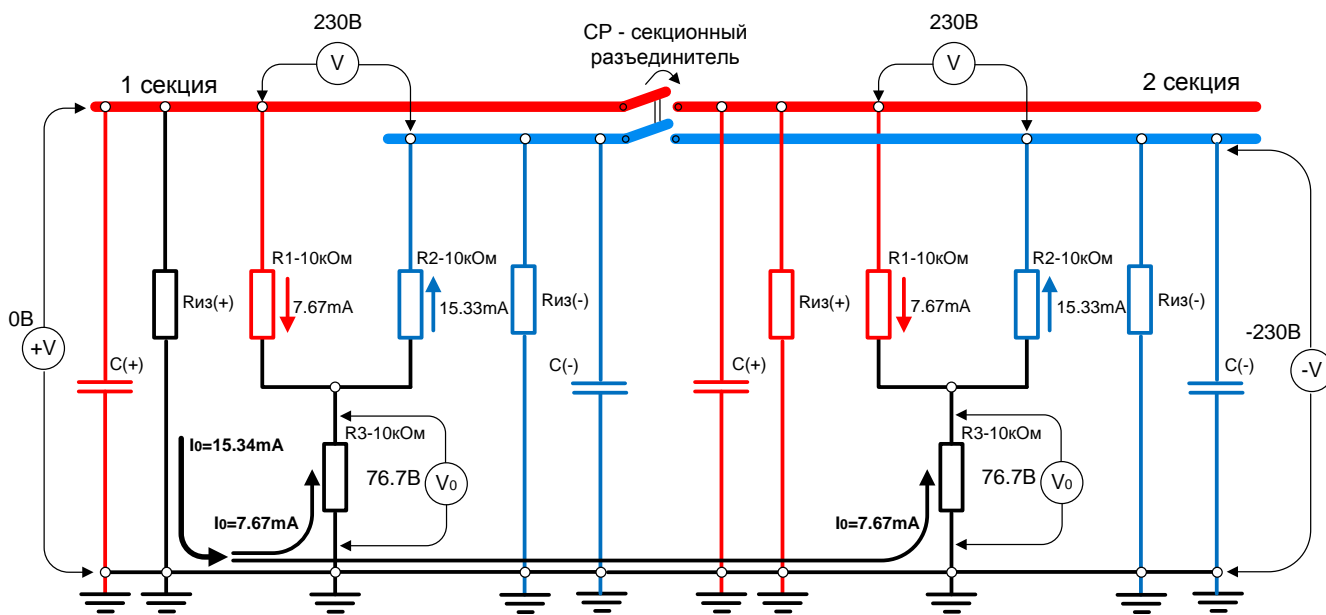 230В
СР - секционный
разъединитель
230В
1 секция
2 секция
V
V
R1-10кОм
R2-10кОм
R1-10кОм
R2-10кОм
Rиз(+)
7.67mA
15.33mA
Rиз(-)
Rиз(+)
7.67mA
15.33mA
Rиз(-)
0В
+V
-230В
-V
C(+)
C(-)
C(+)
C(-)
I0=15.34mA
R3-10кОм
R3-10кОм
76.7В
V0
76.7В
V0
I0=7.67mA
I0=7.67mA